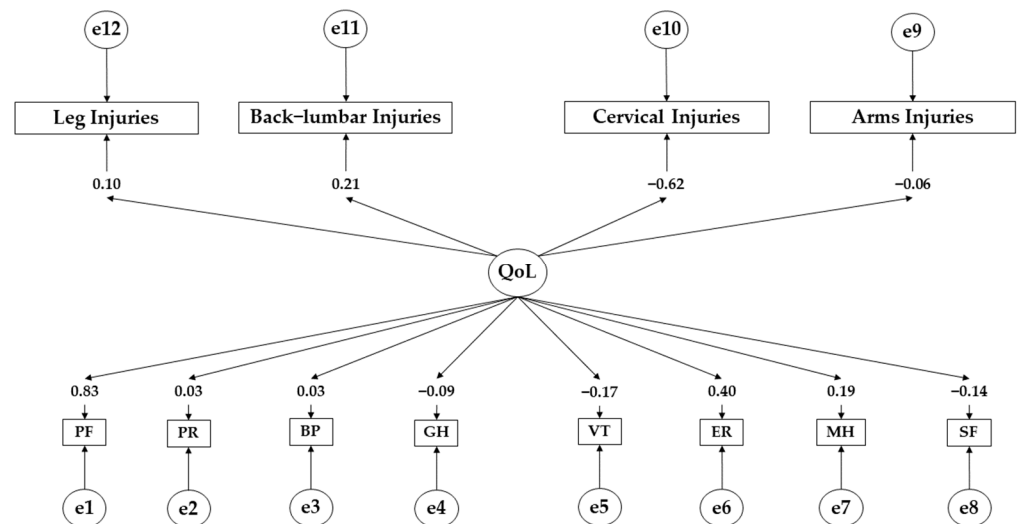 e12 e11 e10 e9
Leg Injuries Back−lumbar Injuries Cervical Injuries Arms Injuries
0.10 0.21 −0.62 −0.06
QoL
0.83 0.03 0.03 −0.09 −0.17 0.40 0.19 −0.14
PF PR BP GH VT ER MH SF
e1 e2 e3 e4 e5 e6 e7 e8